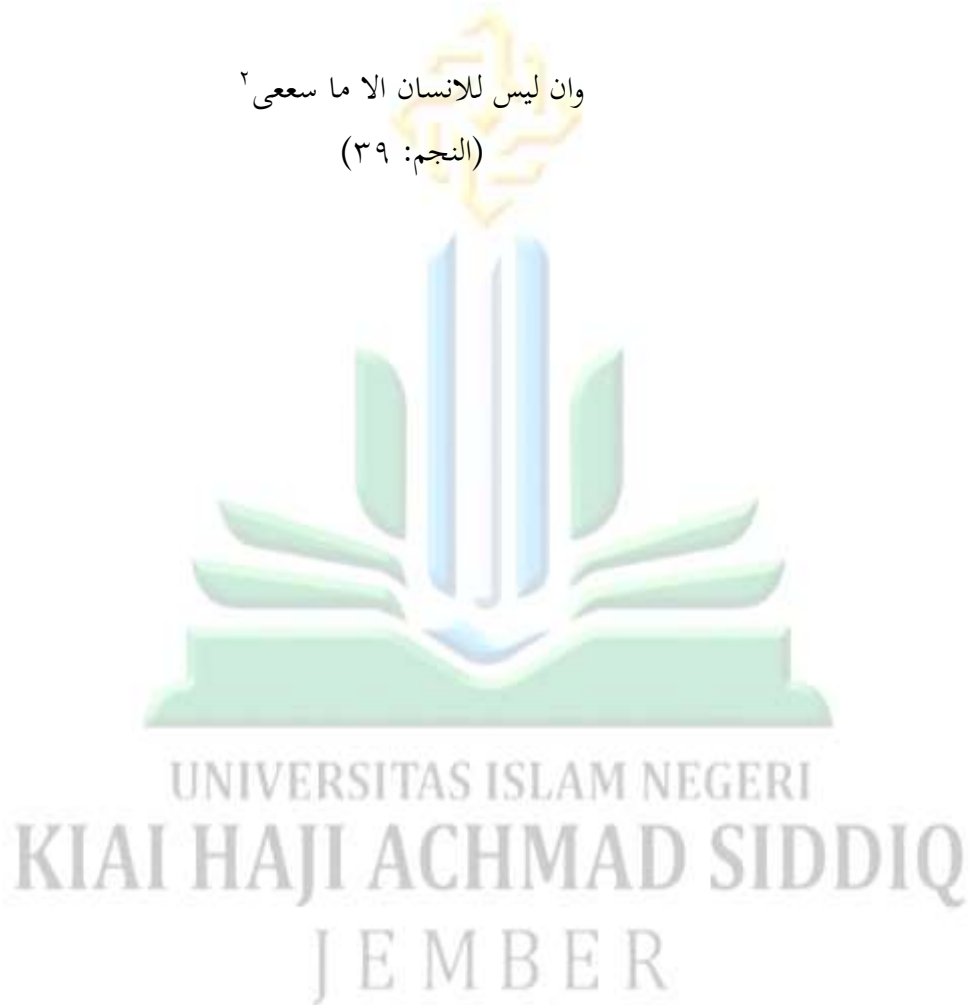 وان ليس للانسان الا ما سععى٢
(النجم: ٣٩)
UNIVERSITAS ISLAM NEGERI
KIAI HAJI ACHMAD SIDDIQ
JEMBER